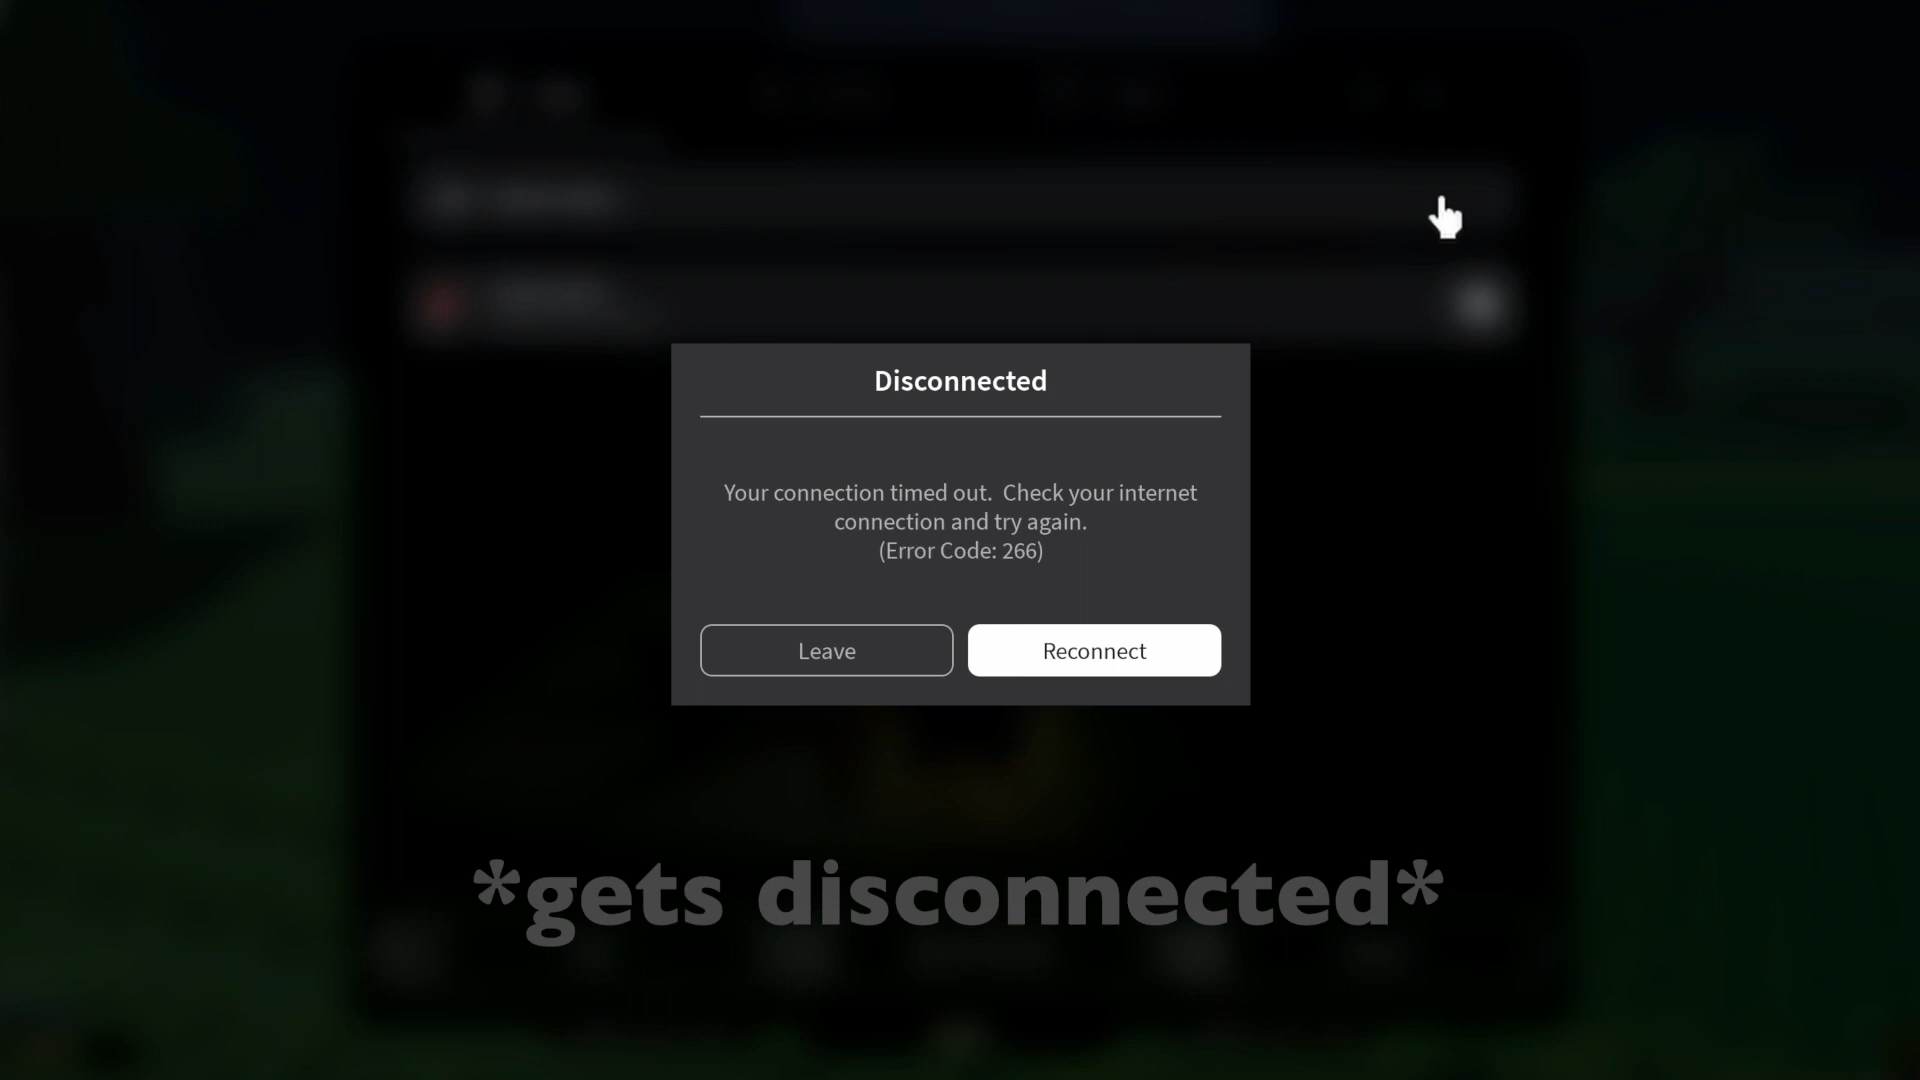 Disconnected
Your connection timed out.  Check your internet
connection and try again.
(Error Code: 266)
Leave
Reconnect
*gets disconnected*